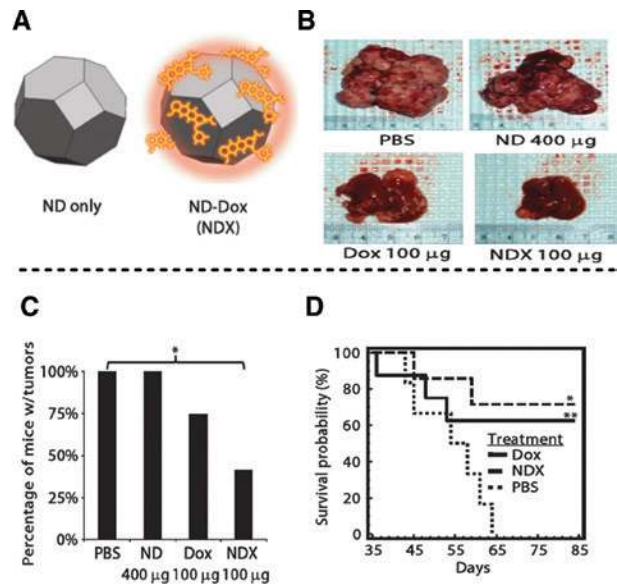 A
ND only
ND-Dox
(NDX)
B
PBS
ND 400 μg
Dox 100 μg
NDX 100 μg
C
Percentage of mice w/tumors
100%
75%
50%
25%
0%
*
PBS ND Dox NDX
400 μg 100 μg 100 μg
D
Survival probability (%)
100
80
60
40
20
0
*
**
Treatment
Dox
NDX
PBS
35 45 55 65 75 85
Days